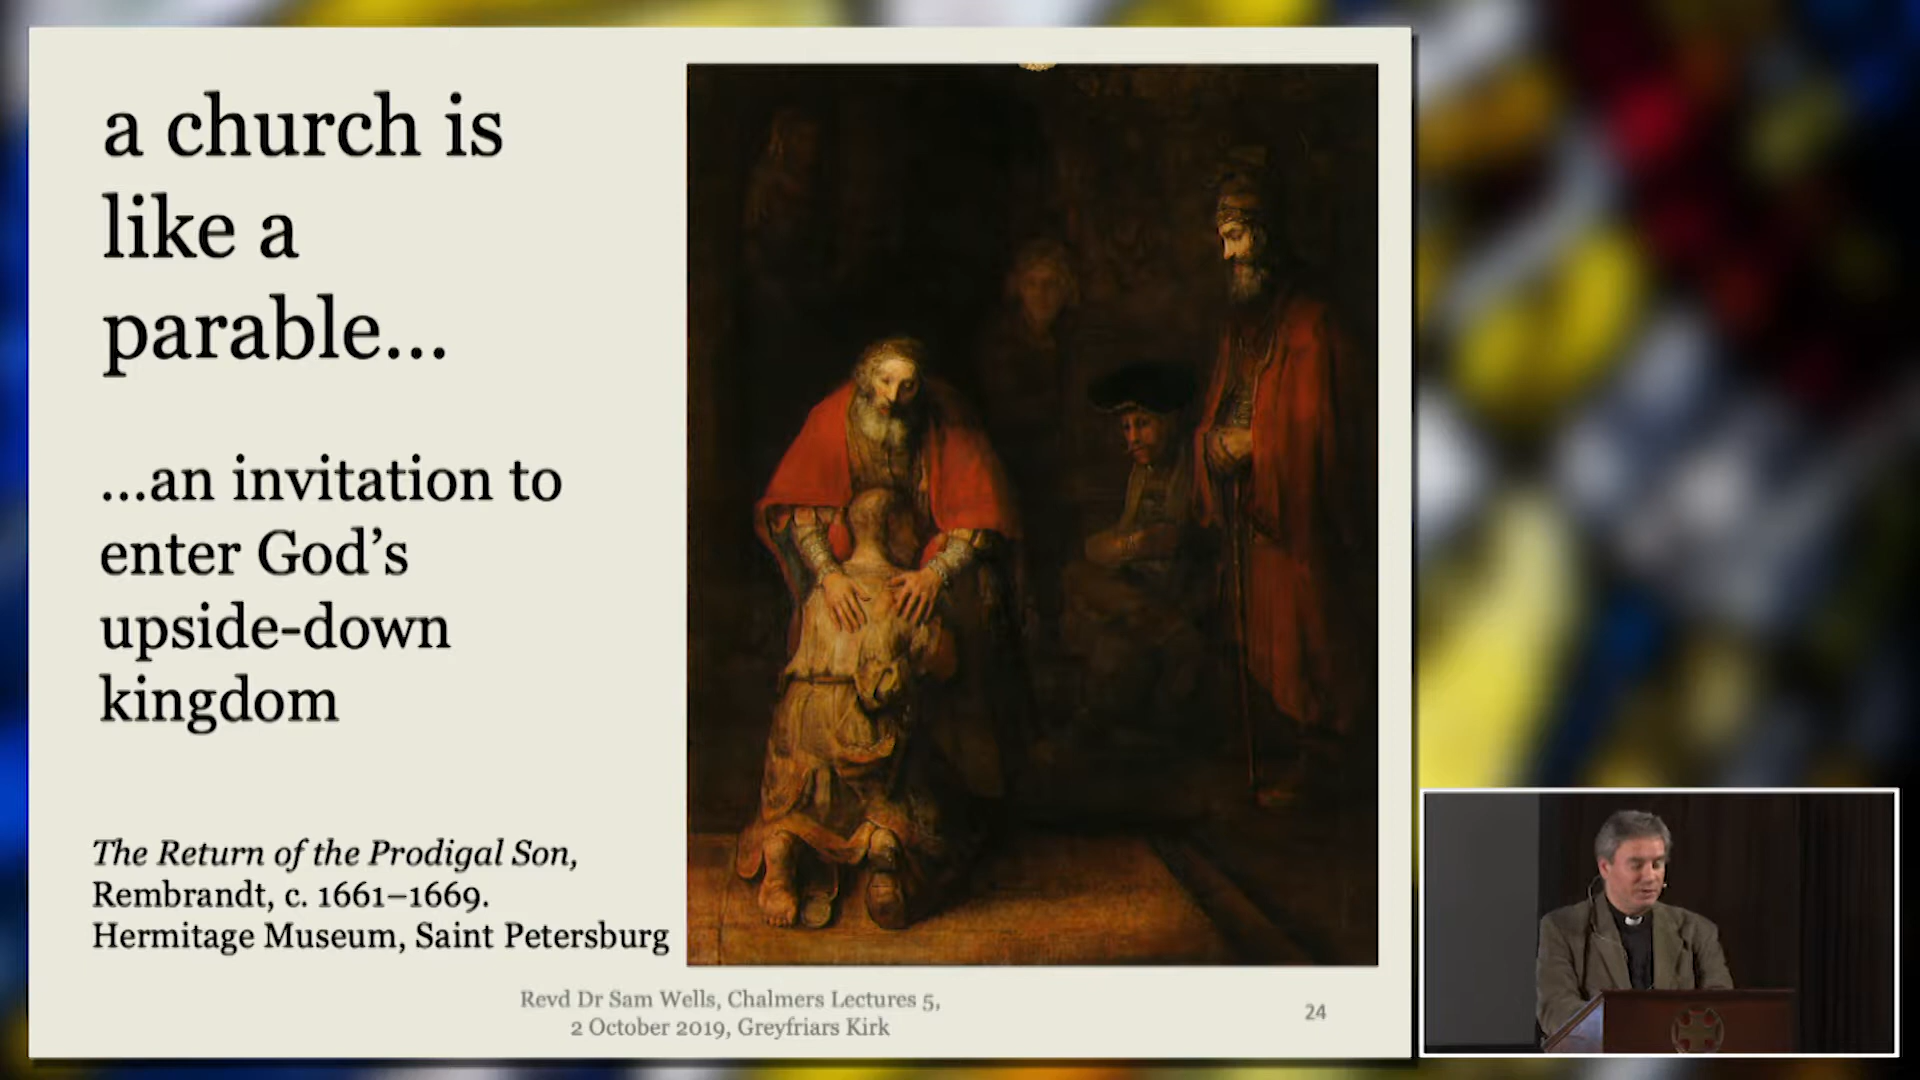 a church is
like a
parable...
...an invitation to
enter God's
upside-down
kingdom
The Return of the Prodigal Son,
Rembrandt, c. 1661–1669.
Hermitage Museum, Saint Petersburg
Revd Dr Sam Wells, Chalmers Lectures 5,
2 October 2019, Greyfriars Kirk
24